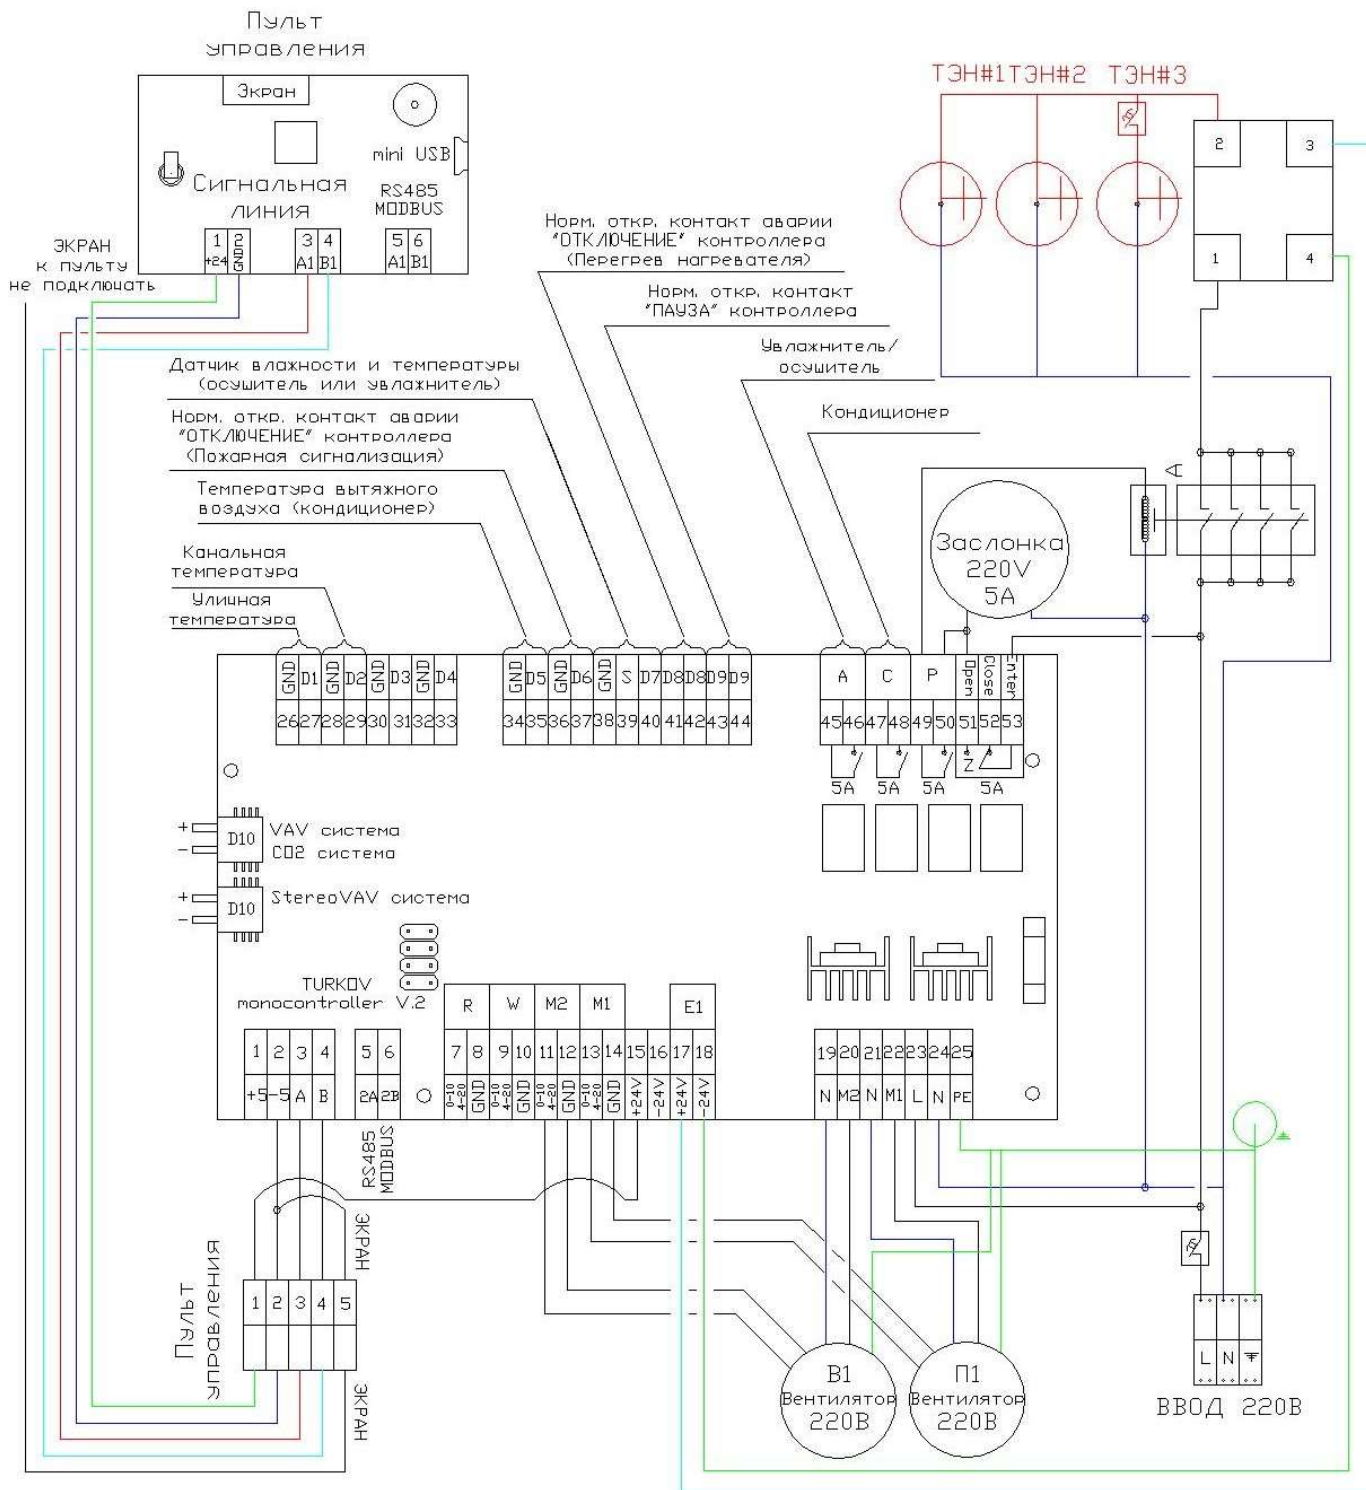 Пульт
управления
Экран
mini USB
Сигнальная
линия
RS485
MODBUS
1 2 3 4 5 6
+24 DGND A1 B1 A1 B1
ЭКРАН
к пульту
не подключать
ТЭН#1 ТЭН#2 ТЭН#3
2 3
1 4
Норм. откр. контакт аварии
"ОТКЛЮЧЕНИЕ" контроллера
(Перегрев нагревателя)
Норм. откр. контакт
"ПАУЗА" контроллера
Увлажнитель/
осушитель
Кондиционер
Датчик влажности и температуры
(осушитель или увлажнитель)
Норм. откр. контакт аварии
"ОТКЛЮЧЕНИЕ" контроллера
(Пожарная сигнализация)
Температура вытяжного
воздуха (кондиционер)
Канальная
температура
Уличная
температура
A
Заслонка
220V
5A
GND D1 GND D2 GND D3 GND D4
26 27 28 29 30 31 32 33
GND D5 GND D6 GND S D7 D8 D8 D9 D9
34 35 36 37 38 39 40 41 42 43 44
A C P Open Close Enter
45 46 47 48 49 50 51 52 53
Z
5A 5A 5A 5A
+
-
D10
VAV система
CO2 система
+
-
D10
StereoVAV система
TURKOV
monocontroller V.2
R W M2 M1 E1
1 2 3 4 5 6
+5 -5 A B 2A 2B
RS485
MODBUS
7 8 9 10 11 12 13 14 15 16 17 18
0-10 4-20 GND 0-10 4-20 GND 0-10 4-20 GND 0-10 4-20 GND +24V -24V +24V -24V
19 20 21 22 23 24 25
N M2 N M1 L N PE
ЭКРАН
Пульт
управления
1 2 3 4 5
ЭКРАН
В1
Вентилятор
220В
П1
Вентилятор
220В
L N
ВВОД 220В